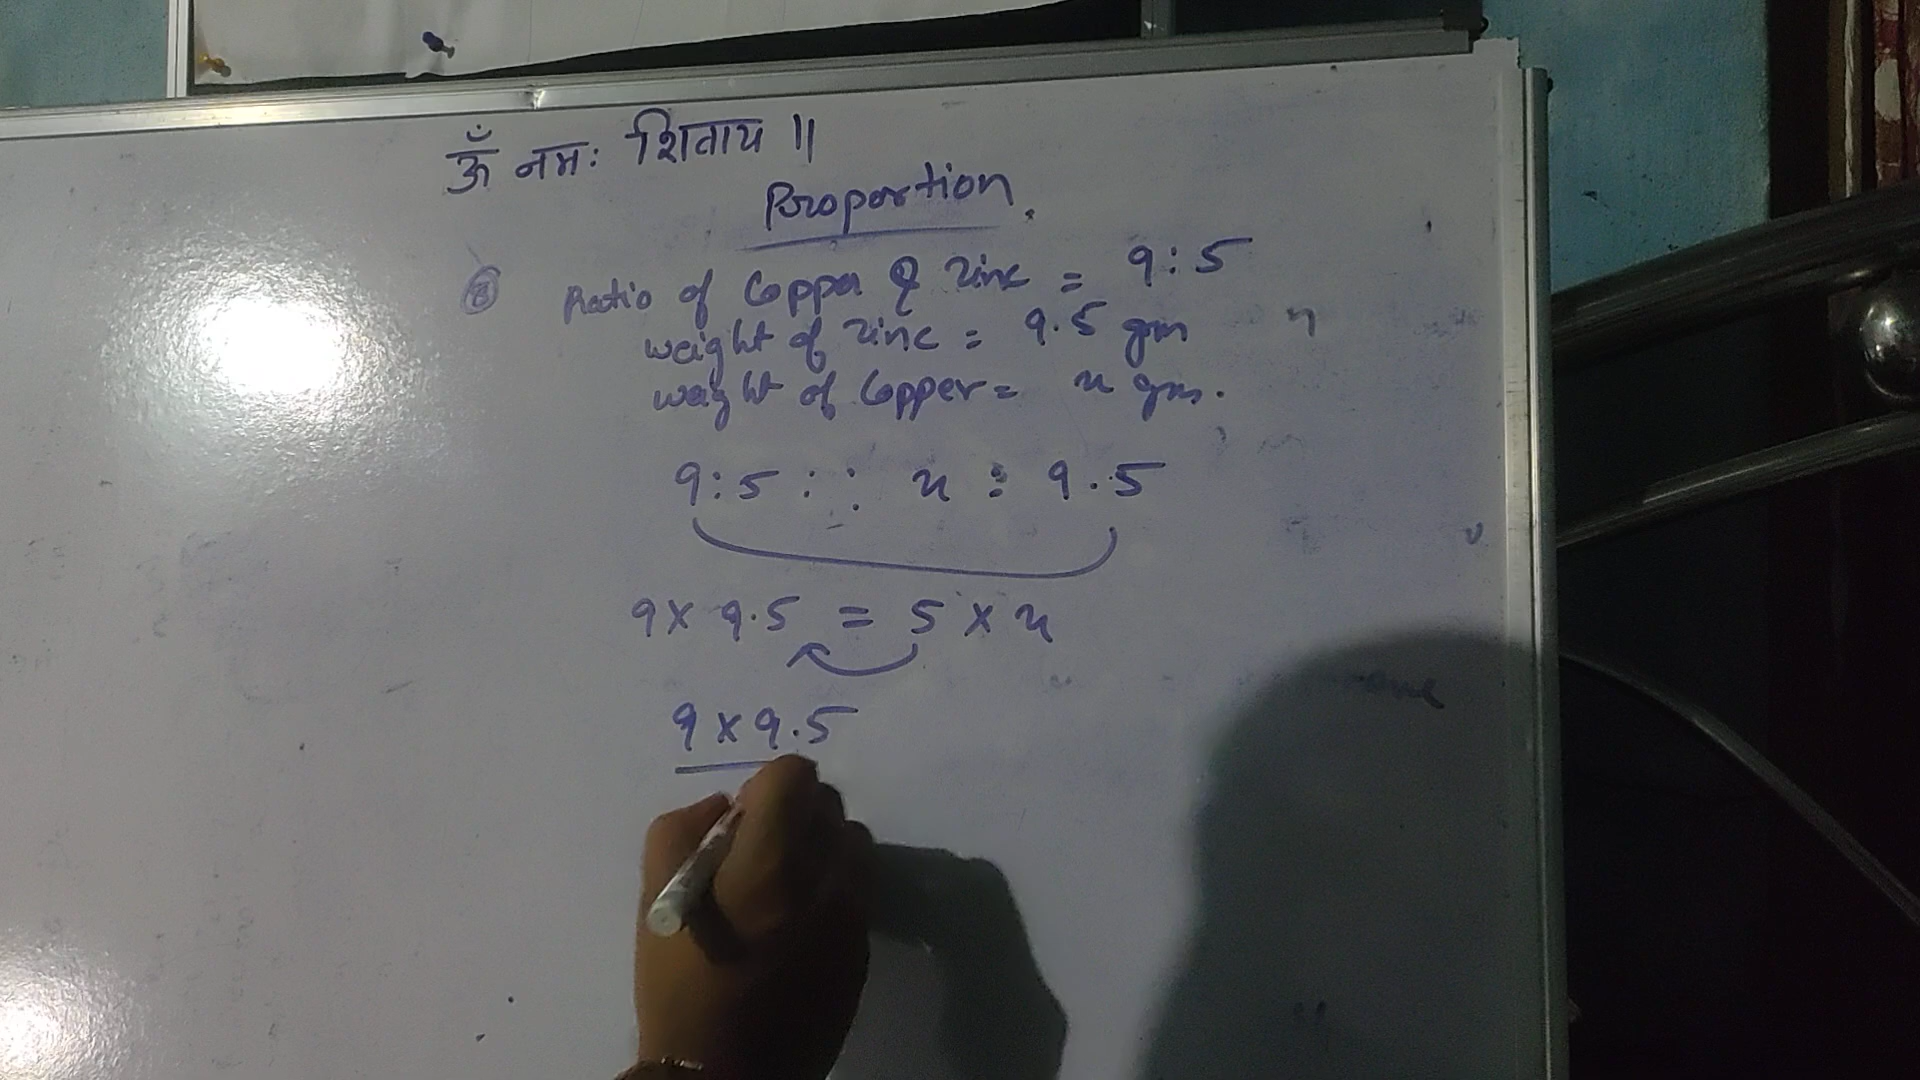 ॐ नमः शिवाय ||
Proportion.
8 Ratio of Copper & Zinc = 9:5
weight of zinc = 9.5 gm
weight of Copper = x gm.
9:5 :: x : 9.5
9 x 9.5 = 5 x x
9 x 9.5